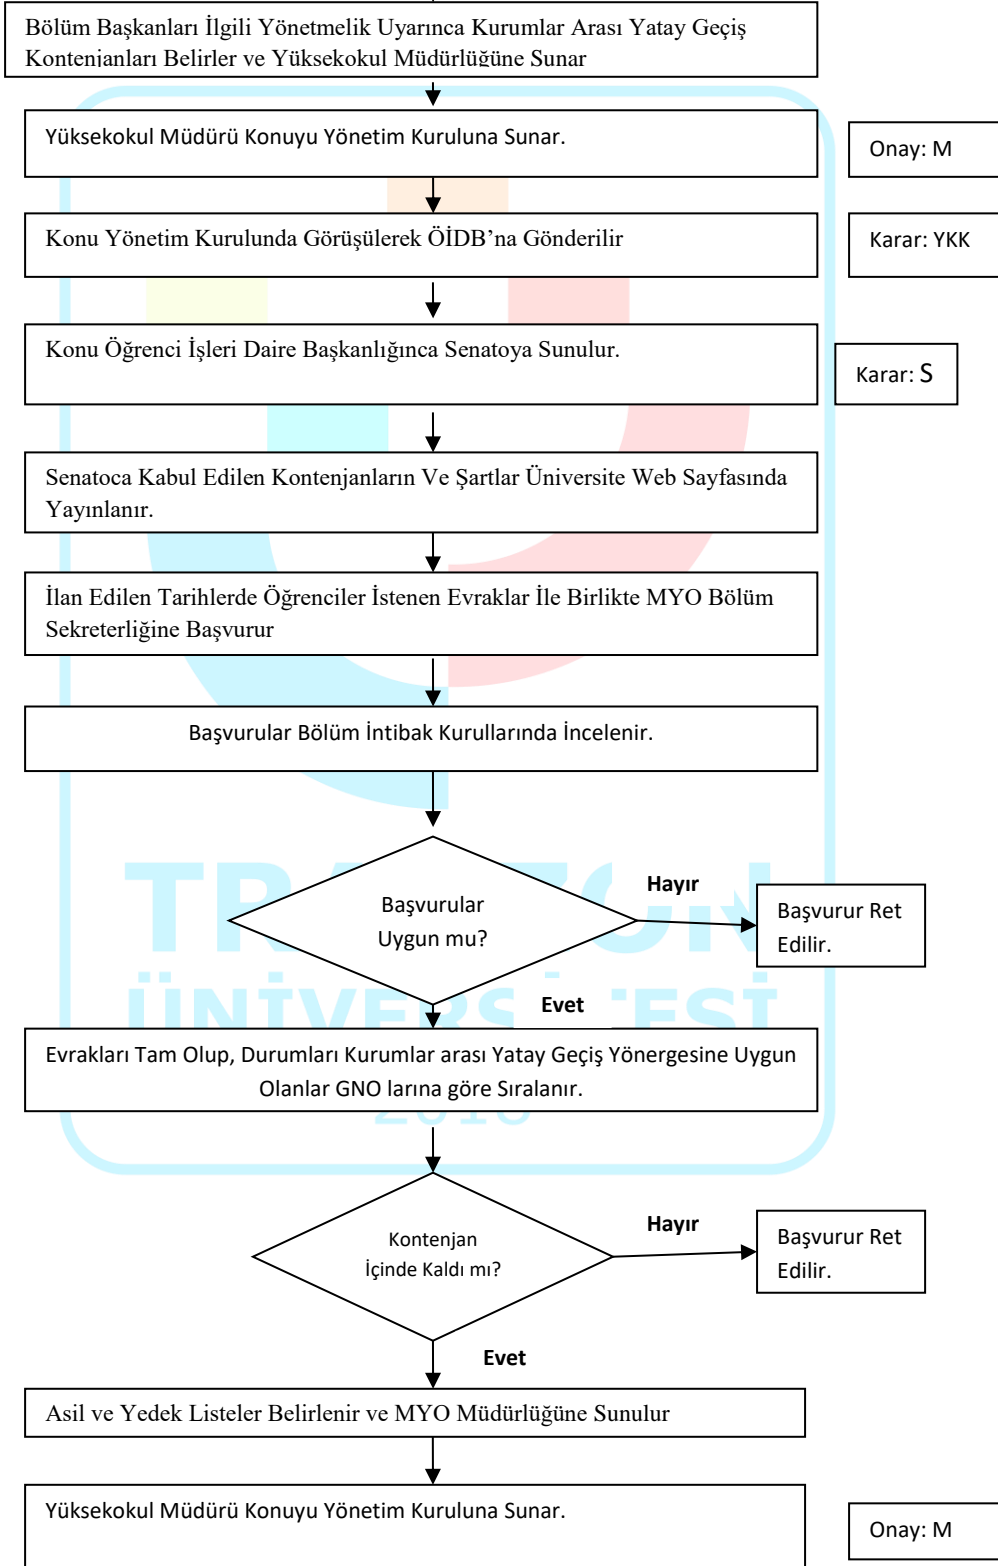 Bölüm Başkanları İlgili Yönetmelik Uyarınca Kurumlar Arası Yatay Geçiş
Kontenjanları Belirler ve Yüksekokul Müdürlüğüne Sunar
Yüksekokul Müdürü Konuyu Yönetim Kuruluna Sunar.
Onay: M
Konu Yönetim Kurulunda Görüşülerek ÖİDB’na Gönderilir
Karar: YKK
Konu Öğrenci İşleri Daire Başkanlığınca Senatoya Sunulur.
Karar: S
Senatoca Kabul Edilen Kontenjanların Ve Şartlar Üniversite Web Sayfasında
Yayınlanır.
İlan Edilen Tarihlerde Öğrenciler İstenen Evraklar İle Birlikte MYO Bölüm
Sekreterliğine Başvurur
Başvurular Bölüm İntibak Kurullarında İncelenir.
Başvurular
Uygun mu?
Hayır
Başvurur Ret
Edilir.
Evet
Evrakları Tam Olup, Durumları Kurumlar arası Yatay Geçiş Yönergesine Uygun
Olanlar GNO larına göre Sıralanır.
Kontenjan
İçinde Kaldı mı?
Hayır
Başvurur Ret
Edilir.
Evet
Asil ve Yedek Listeler Belirlenir ve MYO Müdürlüğüne Sunulur
Yüksekokul Müdürü Konuyu Yönetim Kuruluna Sunar.
Onay: M